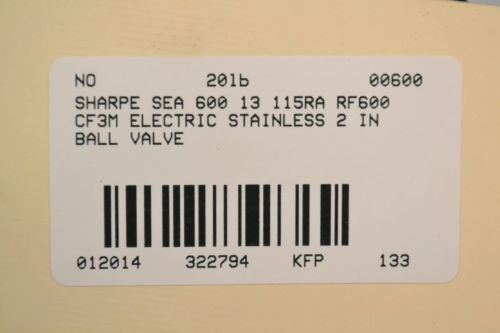 NO 20lb 00600
SHARPE SEA 600 13 115RA RF600
CF3M ELECTRIC STAINLESS 2 IN
BALL VALVE
012014 322794 KFP 133